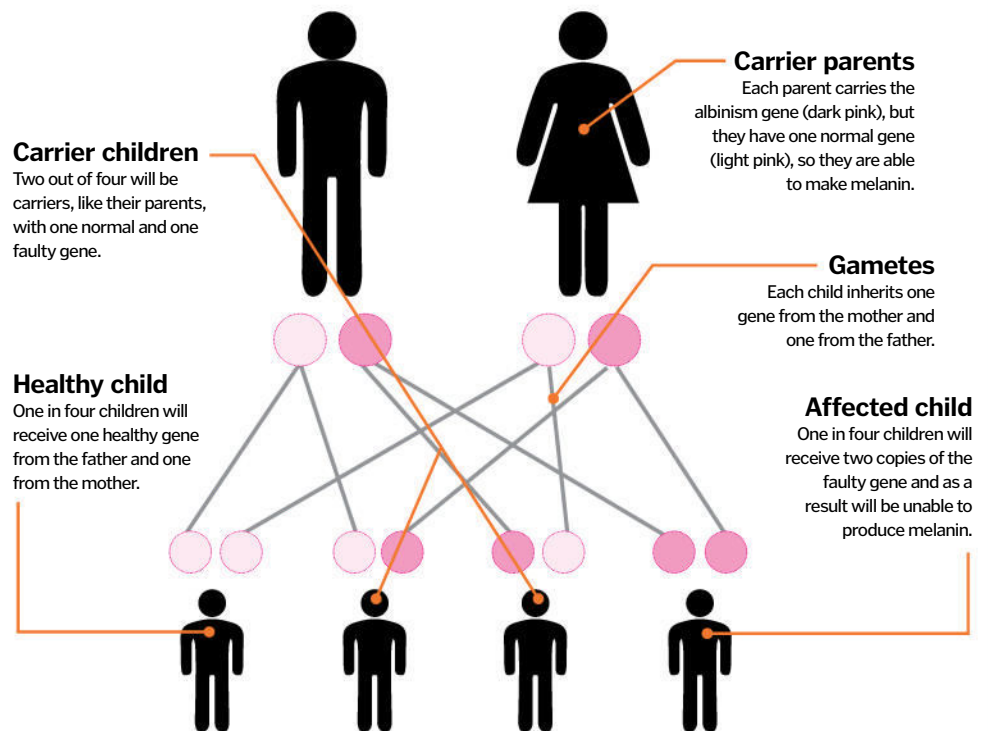 Carrier parents
Each parent carries the
albinism gene (dark pink), but
they have one normal gene
(light pink), so they are able
to make melanin.
Carrier children
Two out of four will be
carriers, like their parents,
with one normal and one
faulty gene.
Gametes
Each child inherits one
gene from the mother and
one from the father.
Healthy child
One in four children will
receive one healthy gene
from the father and one
from the mother.
Affected child
One in four children will
receive two copies of the
faulty gene and as a
result will be unable to
produce melanin.